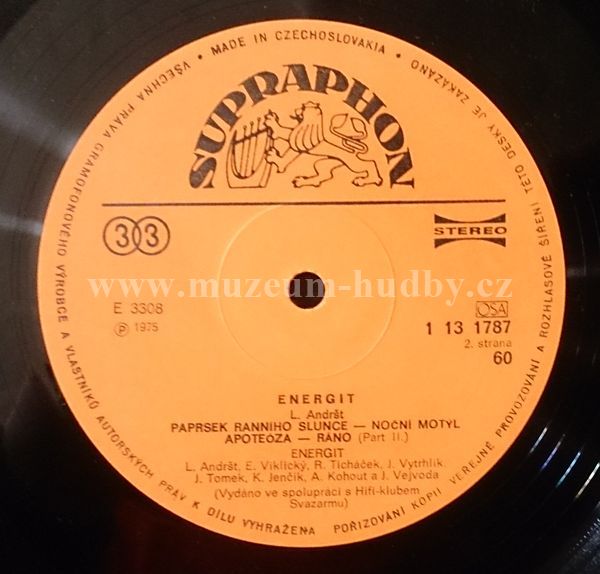 VŠECHNA PRÁVA GRAMOFONOVÉHO VÝROBCE A VLASTNÍKŮ AUTORSKÝCH PRÁV K DÍLU VYHRAŽENA • POŘIZOVÁNÍ KOPIÍ VEŘEJNÉ PROVOZOVÁNÍ A ROZHLASOVÉ ŠÍŘENÍ TÉTO DESKY JE ZAKÁZÁNO
• MADE IN CZECHOSLOVAKIA •
SUPRAPHON
33
STEREO
www.muzeum-hudby.cz
E 3308
OSA
℗ 1975
1 13 1787
2. strana
60
ENERGIT
L. Andršt
PAPRSEK RANNIHO SLUNCE — NOČNÍ MOTÝL
APOTEÓZA — RÁNO (Part II.)
ENERGIT
L. Andršt, E. Viklický, R. Ticháček, J. Vytrhlík,
J. Tomek, K. Jenčík, A. Kohout a J. Vejvoda
(Vydáno ve spolupráci s Hifi-klubem
Svazarmu)